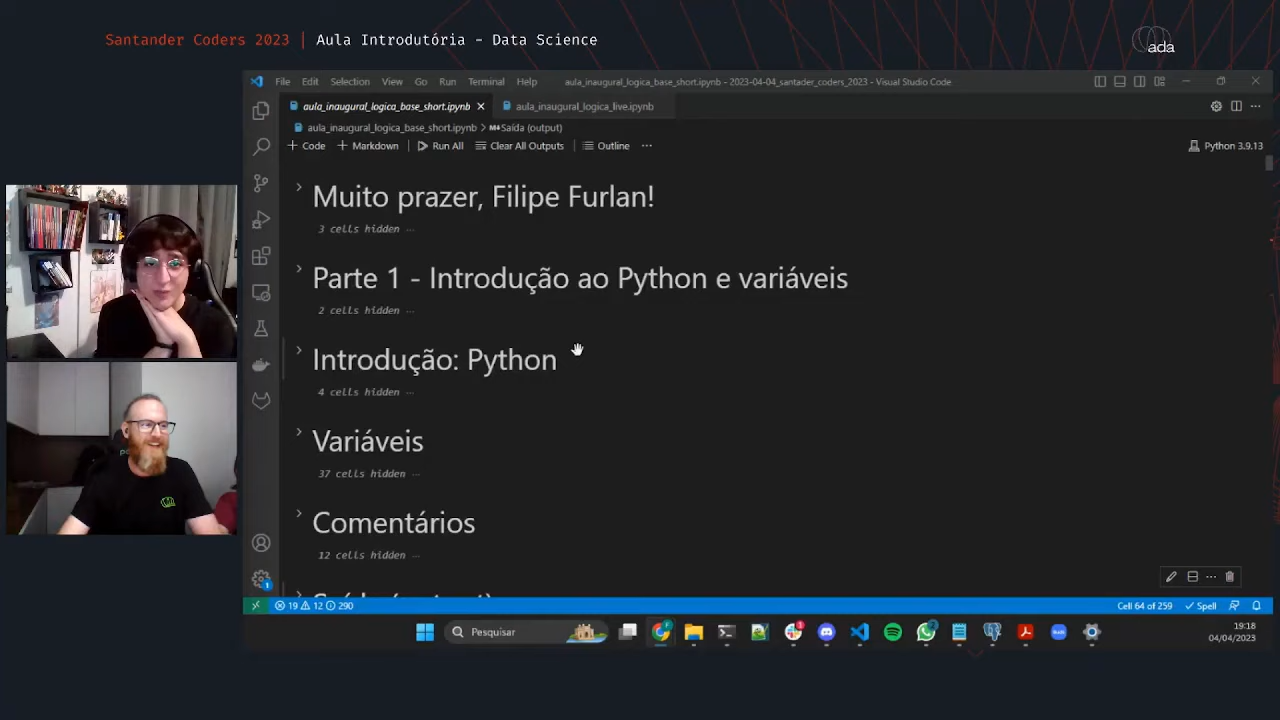 Santander Coders 2023 | Aula Introdutória - Data Science
ada
File Edit Selection View Go Run Terminal Help
aula_inaugural_logica_base_short.ipynb - 2023-04-04_santader_coders_2023 - Visual Studio Code
aula_inaugural_logica_base_short.ipynb
aula_inaugural_logica_live.ipynb
aula_inaugural_logica_base_short.ipynb > M↓Saída (output)
+ Code + Markdown | Run All Clear All Outputs | Outline ...
Python 3.9.13
Muito prazer, Filipe Furlan!
3 cells hidden ...
Parte 1 - Introdução ao Python e variáveis
2 cells hidden ...
Introdução: Python
4 cells hidden ...
Variáveis
37 cells hidden ...
Comentários
12 cells hidden ...
19 12 290
Cell 64 of 259
Spell
Pesquisar
19:18
04/04/2023